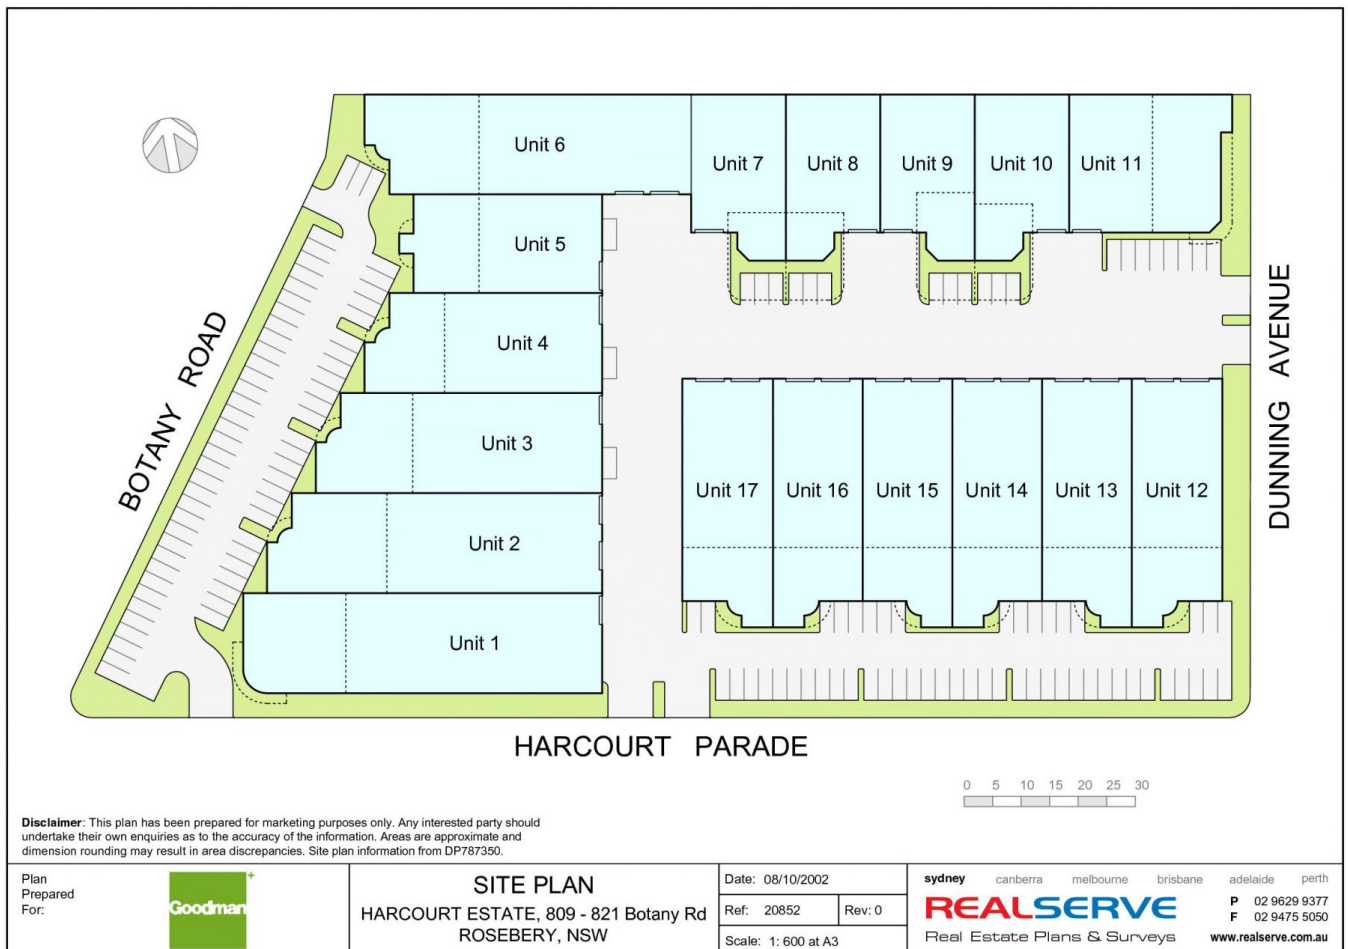 Unit 6
Unit 7
Unit 8
Unit 9
Unit 10
Unit 11
Unit 5
Unit 4
Unit 3
Unit 2
Unit 1
Unit 17
Unit 16
Unit 15
Unit 14
Unit 13
Unit 12
BOTANY ROAD
DUNNING AVENUE
HARCOURT PARADE
0 5 10 15 20 25 30
Disclaimer: This plan has been prepared for marketing purposes only. Any interested party should
undertake their own enquiries as to the accuracy of the information. Areas are approximate and
dimension rounding may result in area discrepancies. Site plan information from DP787350.
Plan
Prepared
For:
Goodman
+
SITE PLAN
HARCOURT ESTATE, 809 - 821 Botany Rd
ROSEBERY, NSW
Date: 08/10/2002
Ref: 20852 Rev: 0
Scale: 1: 600 at A3
sydney canberra melbourne brisbane adelaide perth
REALSERVE
Real Estate Plans & Surveys
P 02 9629 9377
F 02 9475 5050
www.realserve.com.au